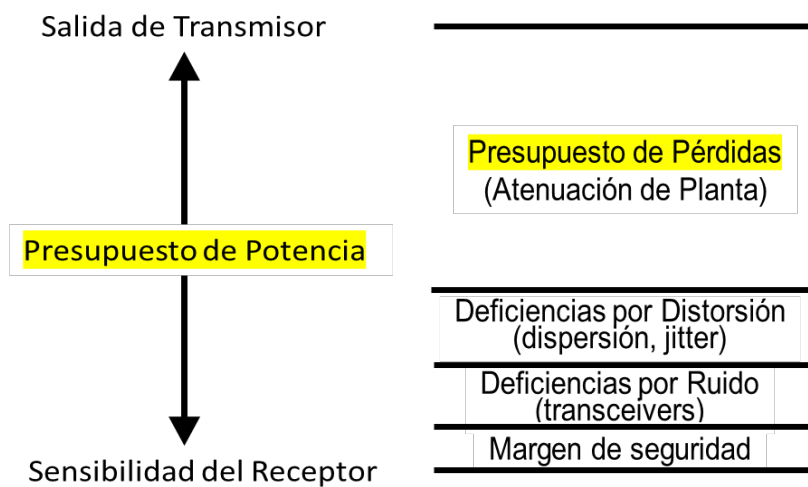 Salida de Transmisor
Presupuesto de Pérdidas
(Atenuación de Planta)
Presupuesto de Potencia
Deficiencias por Distorsión
(dispersión, jitter)
Deficiencias por Ruido
(transceivers)
Margen de seguridad
Sensibilidad del Receptor